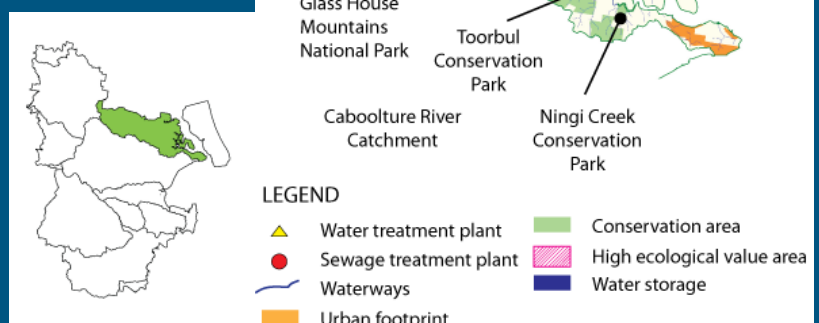 Glass House
Mountains
National Park
Toorbul
Conservation
Park
Caboolture River
Catchment
Ningi Creek
Conservation
Park
LEGEND
Water treatment plant
Sewage treatment plant
Waterways
Urban footprint
Conservation area
High ecological value area
Water storage